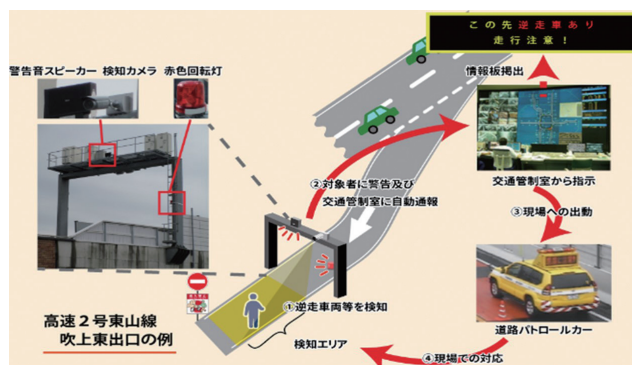 この先逆走車あり
走行注意！
警告音スピーカー 検知カメラ 赤色回転灯
情報板掲出
交通管制室から指示
②対象者に警告及び
交通管制室に自動通報
③現場への出動
①逆走車両等を検知
検知エリア
道路パトロールカー
④現場での対応
高速２号東山線
吹上東出口の例